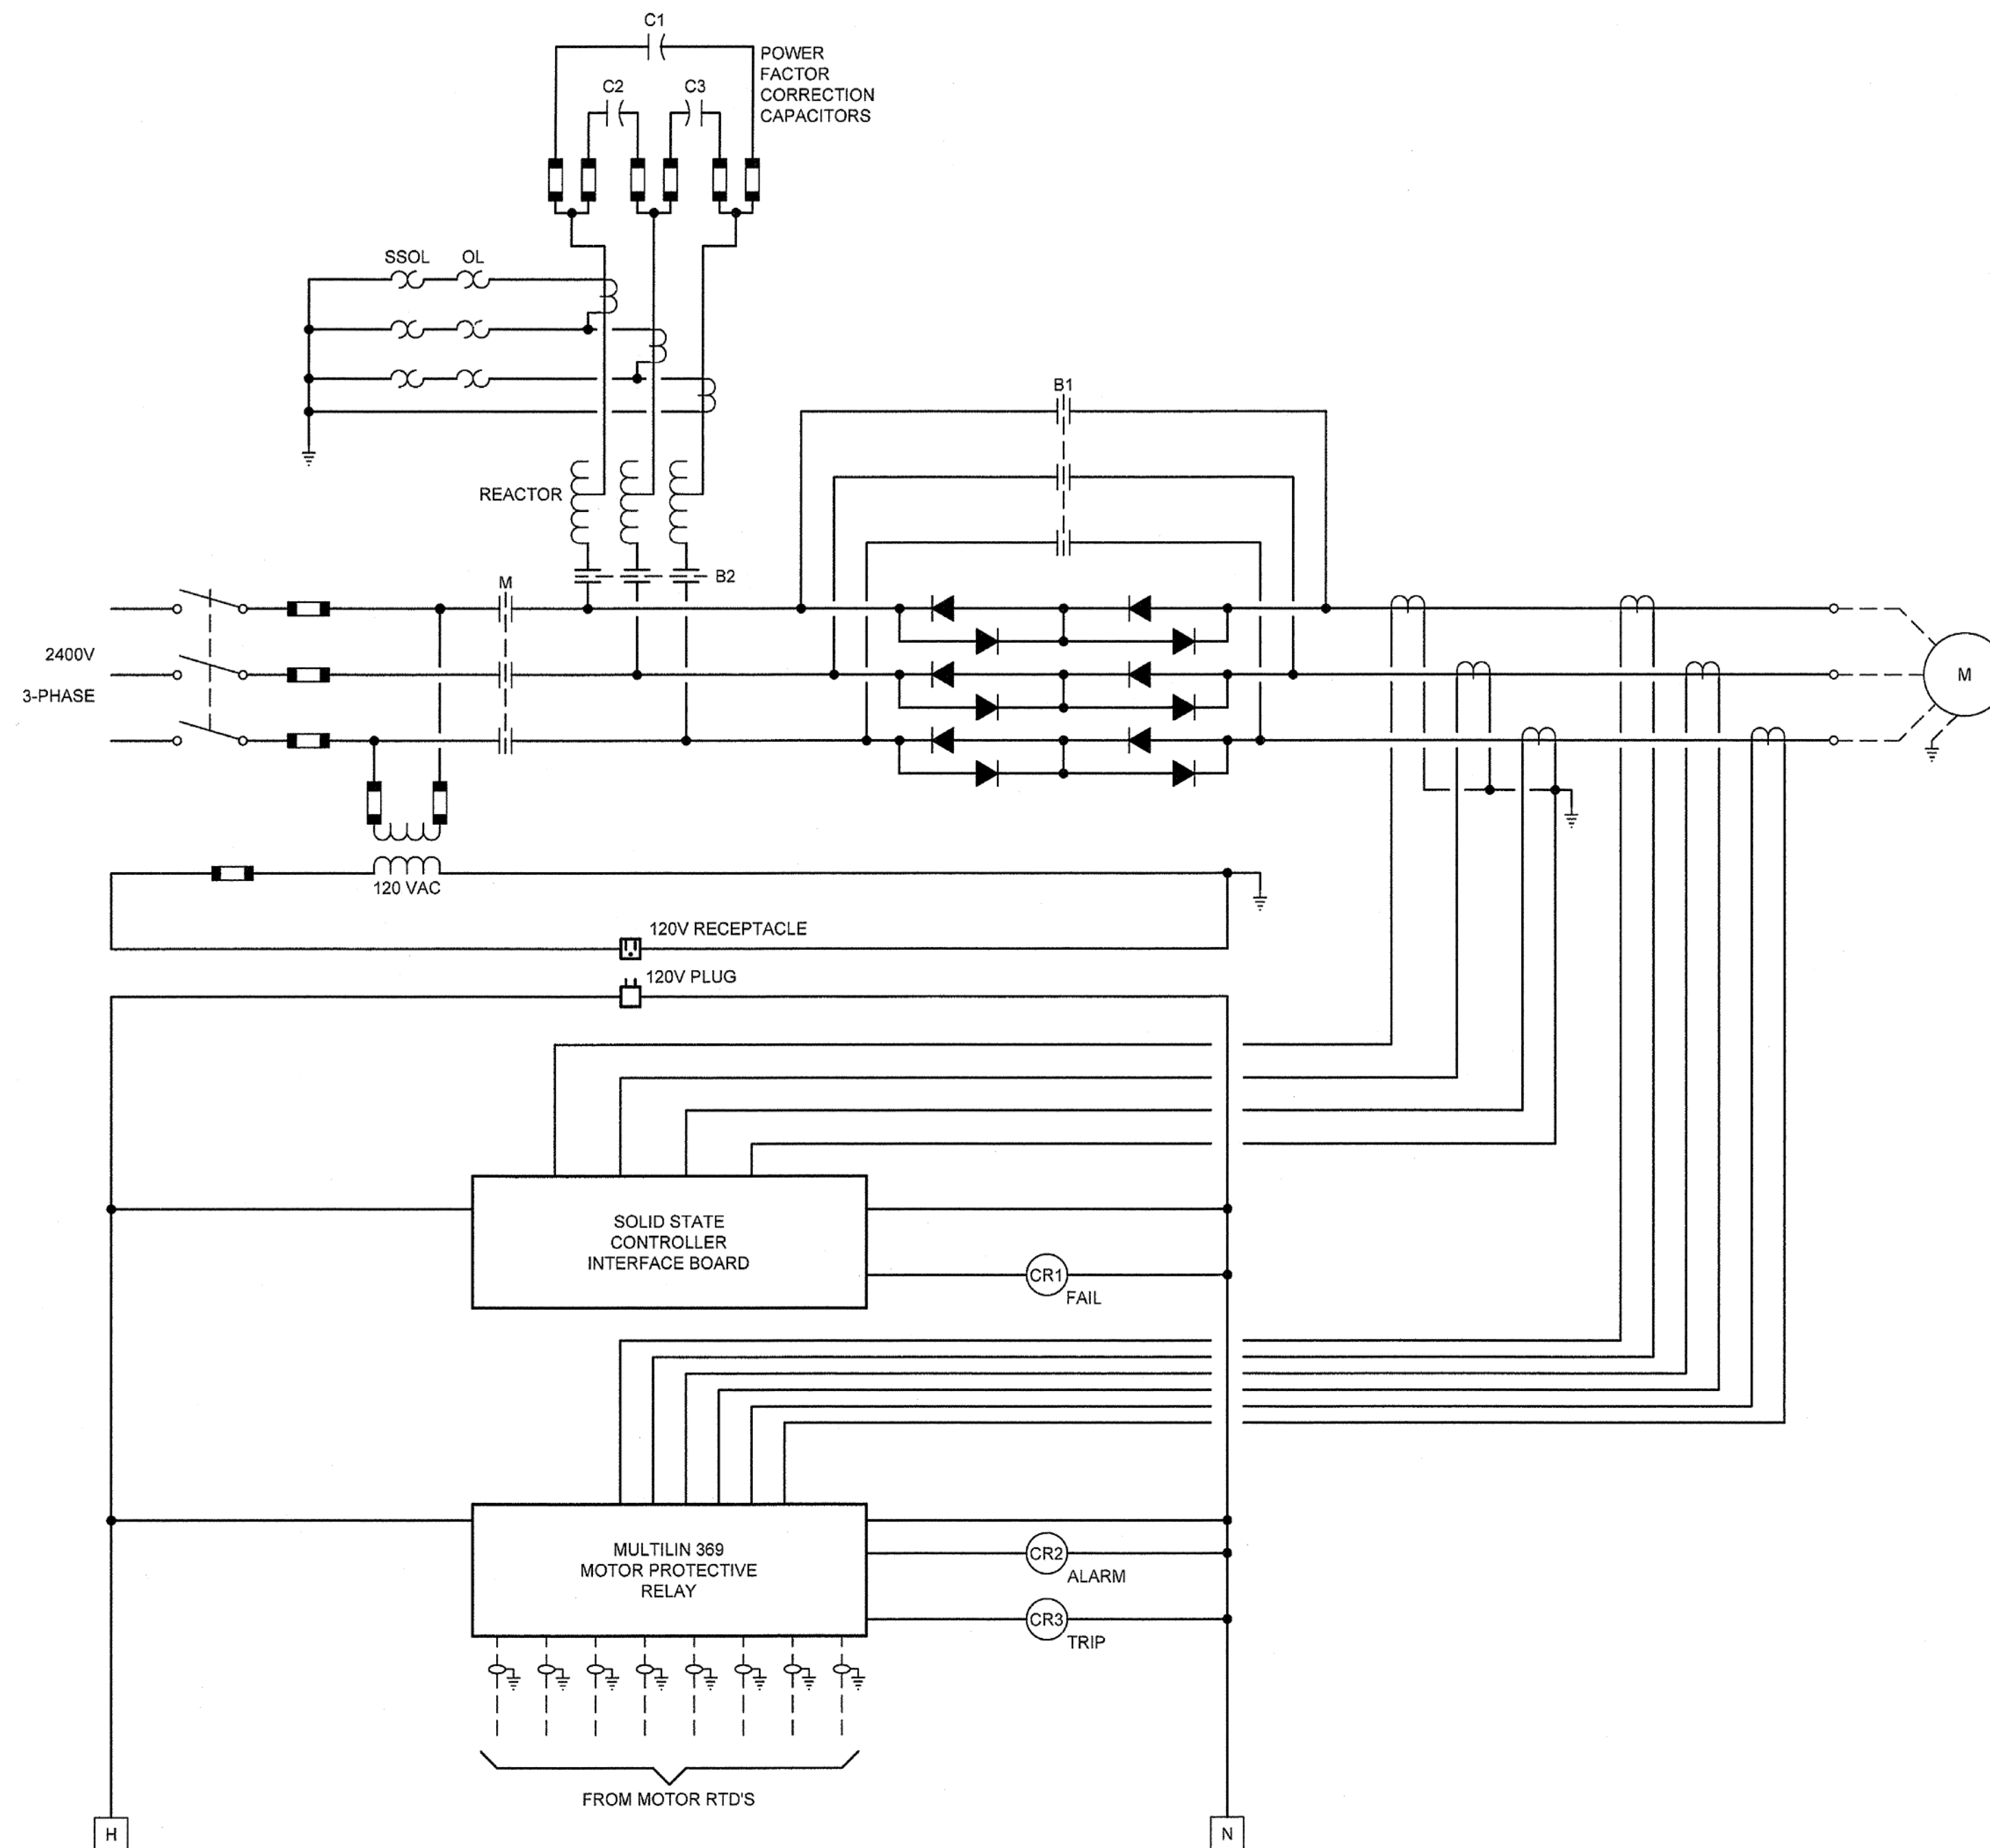 C1
POWER
FACTOR
CORRECTION
CAPACITORS
C2
C3
SSOL
OL
B1
REACTOR
B2
M
2400V
3-PHASE
M
120 VAC
120V RECEPTACLE
120V PLUG
SOLID STATE
CONTROLLER
INTERFACE BOARD
CR1
FAIL
MULTILIN 369
MOTOR PROTECTIVE
RELAY
CR2
ALARM
CR3
TRIP
FROM MOTOR RTD'S
H
N